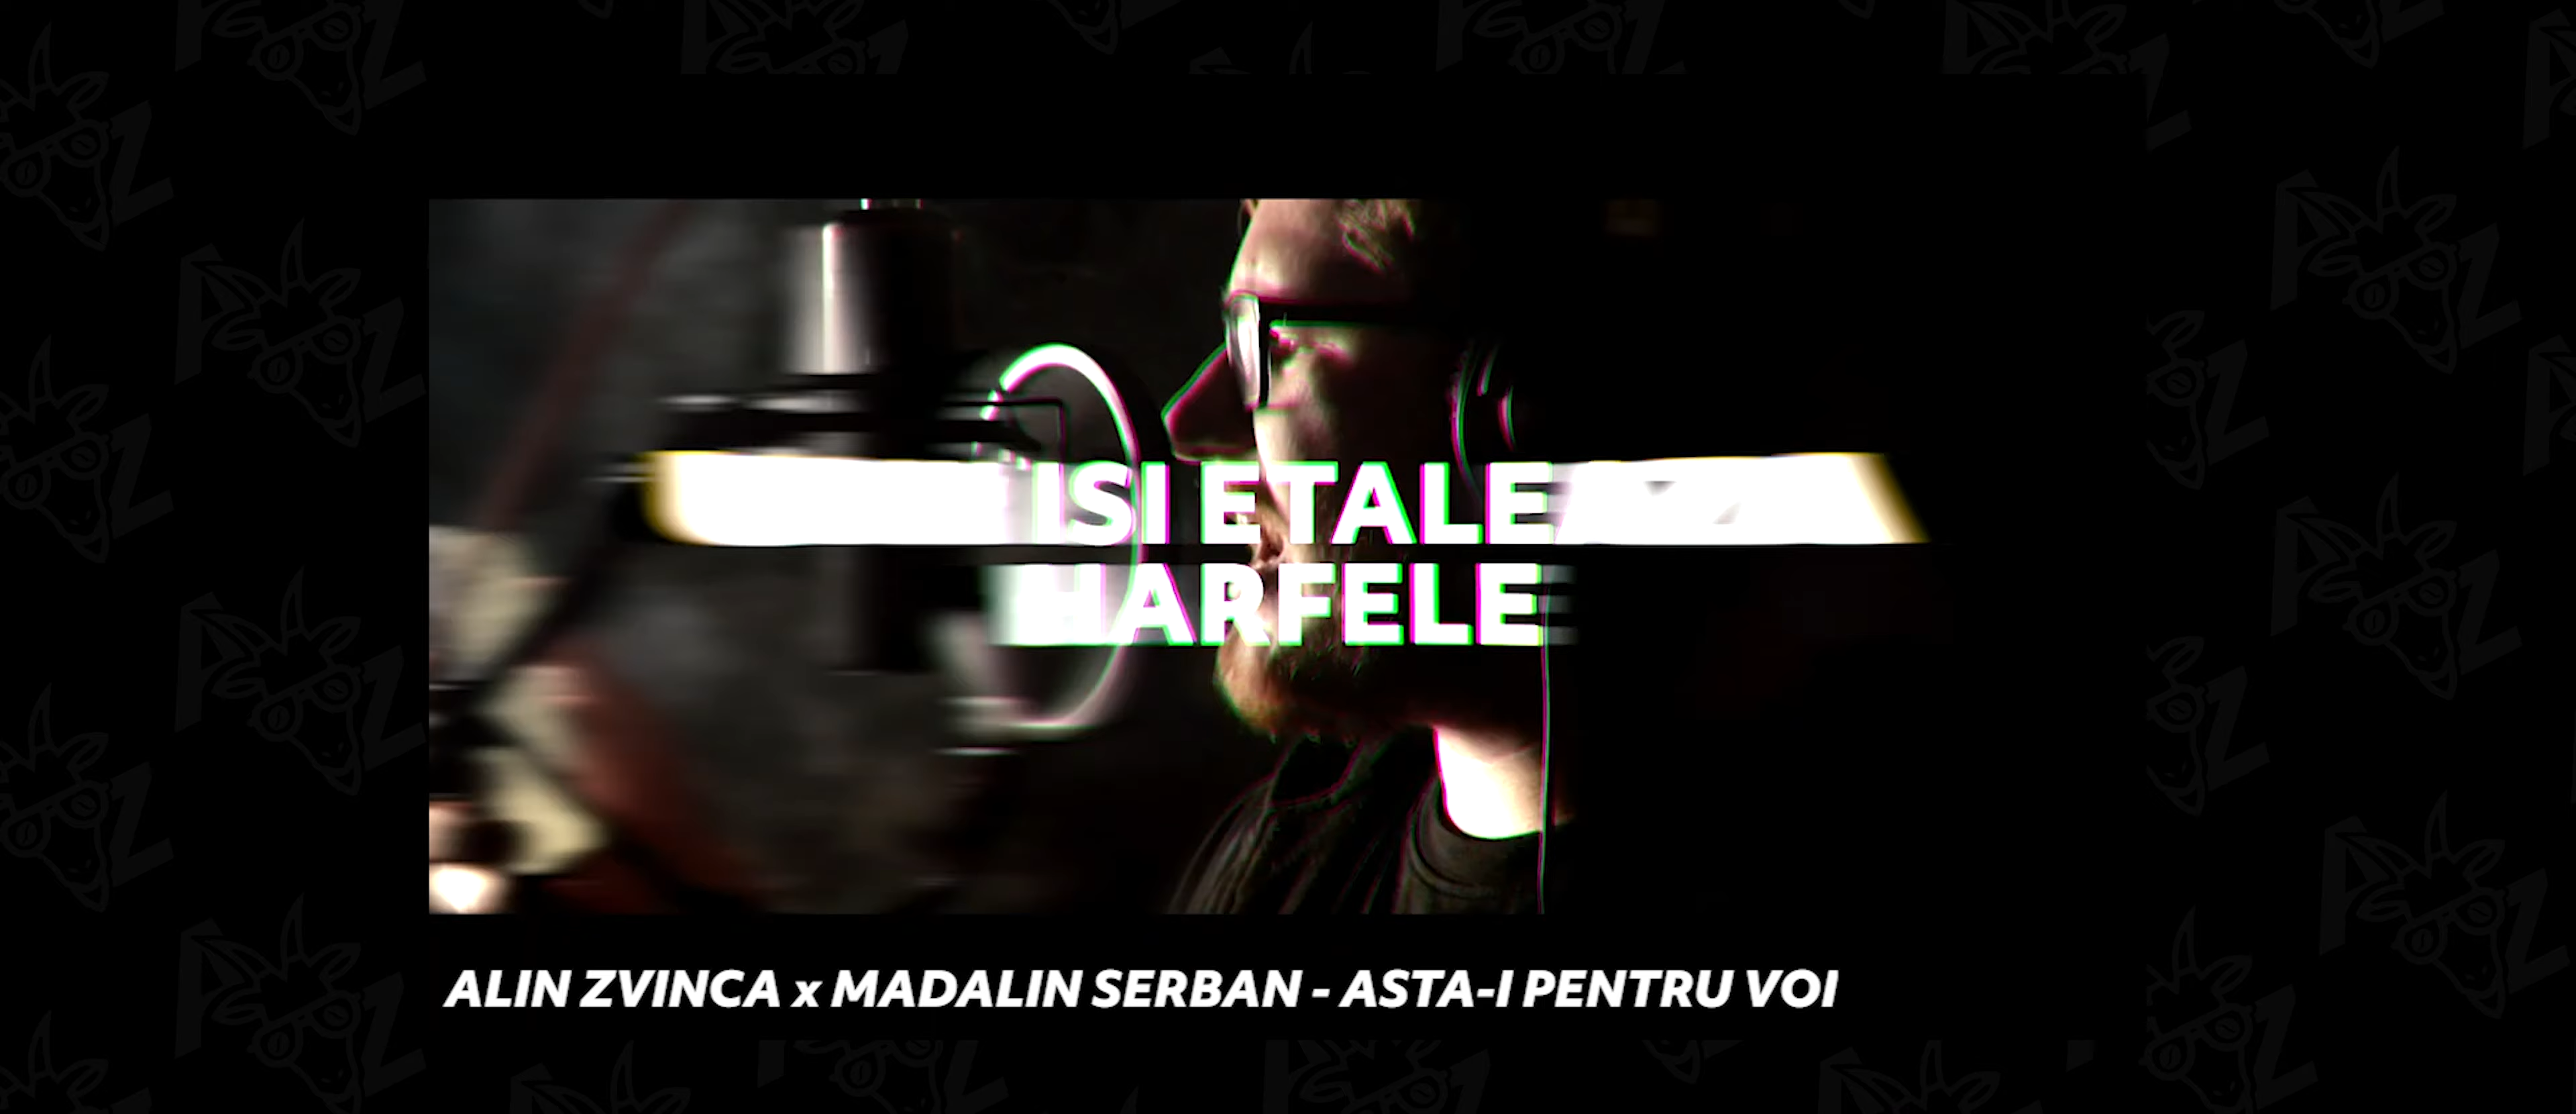 ISI ETALE
HARFELE
ALIN ZVINCA x MADALIN SERBAN - ASTA-I PENTRU VOI